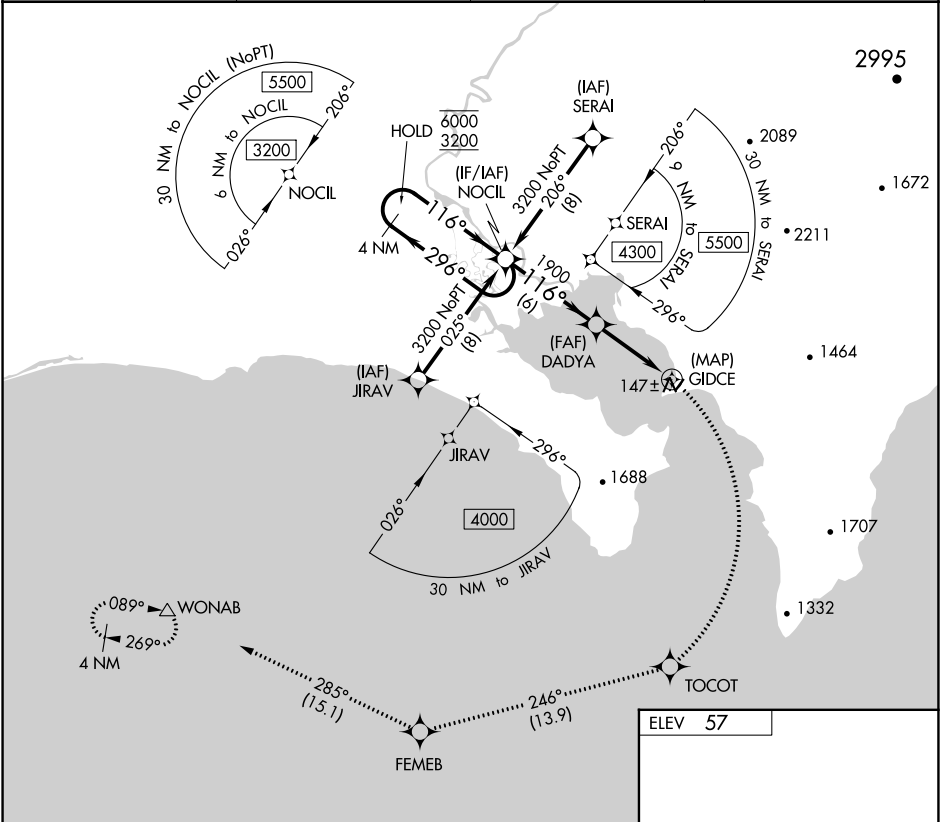 30 NM to NOCIL (NoPT)
5500
6 NM to NOCIL
3200
206°
NOCIL
026°
HOLD
6000
3200
(IF/IAF)
NOCIL
(IAF)
SERAI
3200 NoPT
206°
(8)
116°
296°
4 NM
1900
116°
(6)
3200 NoPT
025°
(8)
(IAF)
JIRAV
(FAF)
DADYA
(MAP)
GIDCE
147±
206°
9 NM to SERAI
SERAI
4300
5500
30 NM to SERAI
296°
2995
2089
1672
2211
1464
1688
1707
1332
JIRAV
296°
026°
4000
30 NM to JIRAV
089°
WONAB
269°
4 NM
285°
(15.1)
FEMEB
246°
(13.9)
TOCOT
ELEV 57